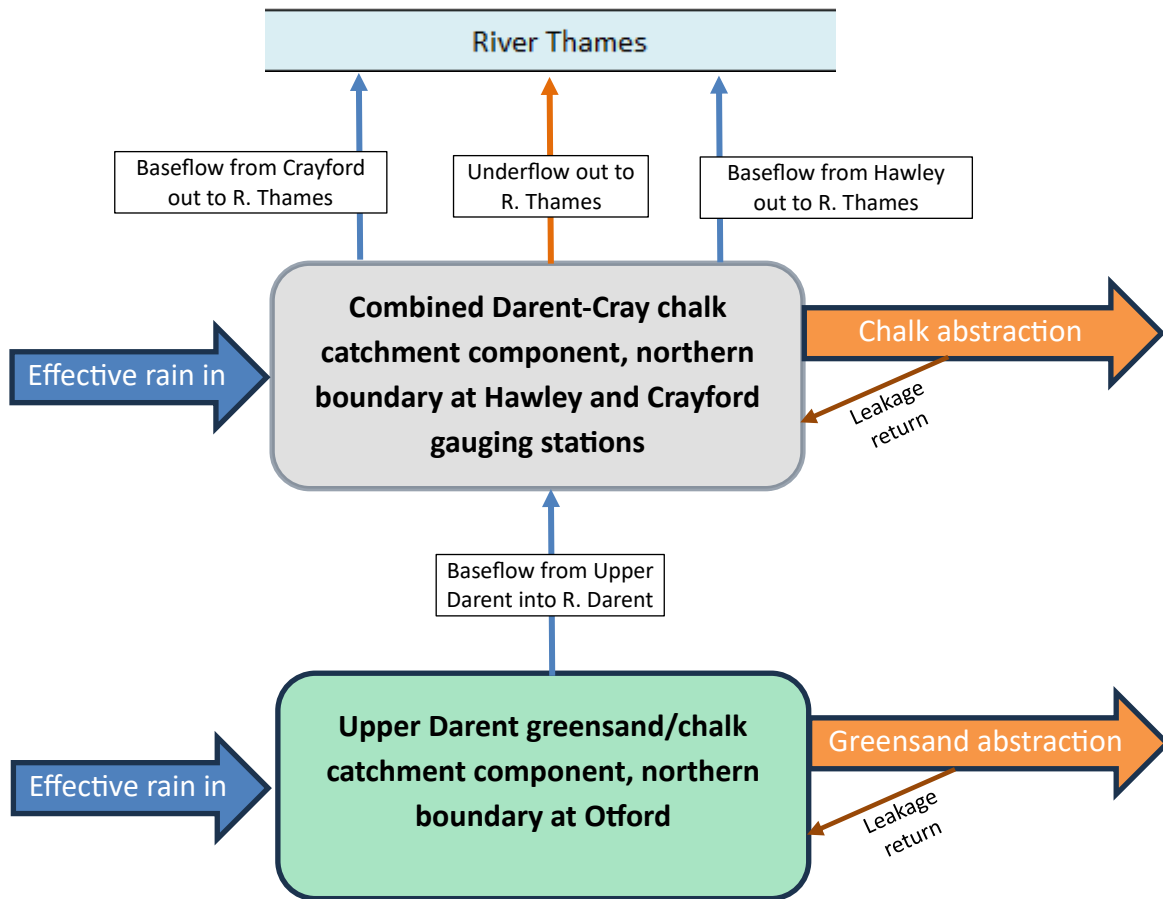 River Thames
Baseflow from Crayford
out to R. Thames
Underflow out to
R. Thames
Baseflow from Hawley
out to R. Thames
Effective rain in
Combined Darent-Cray chalk
catchment component, northern
boundary at Hawley and Crayford
gauging stations
Chalk abstraction
Leakage
return
Baseflow from Upper
Darent into R. Darent
Effective rain in
Upper Darent greensand/chalk
catchment component, northern
boundary at Otford
Greensand abstraction
Leakage
return